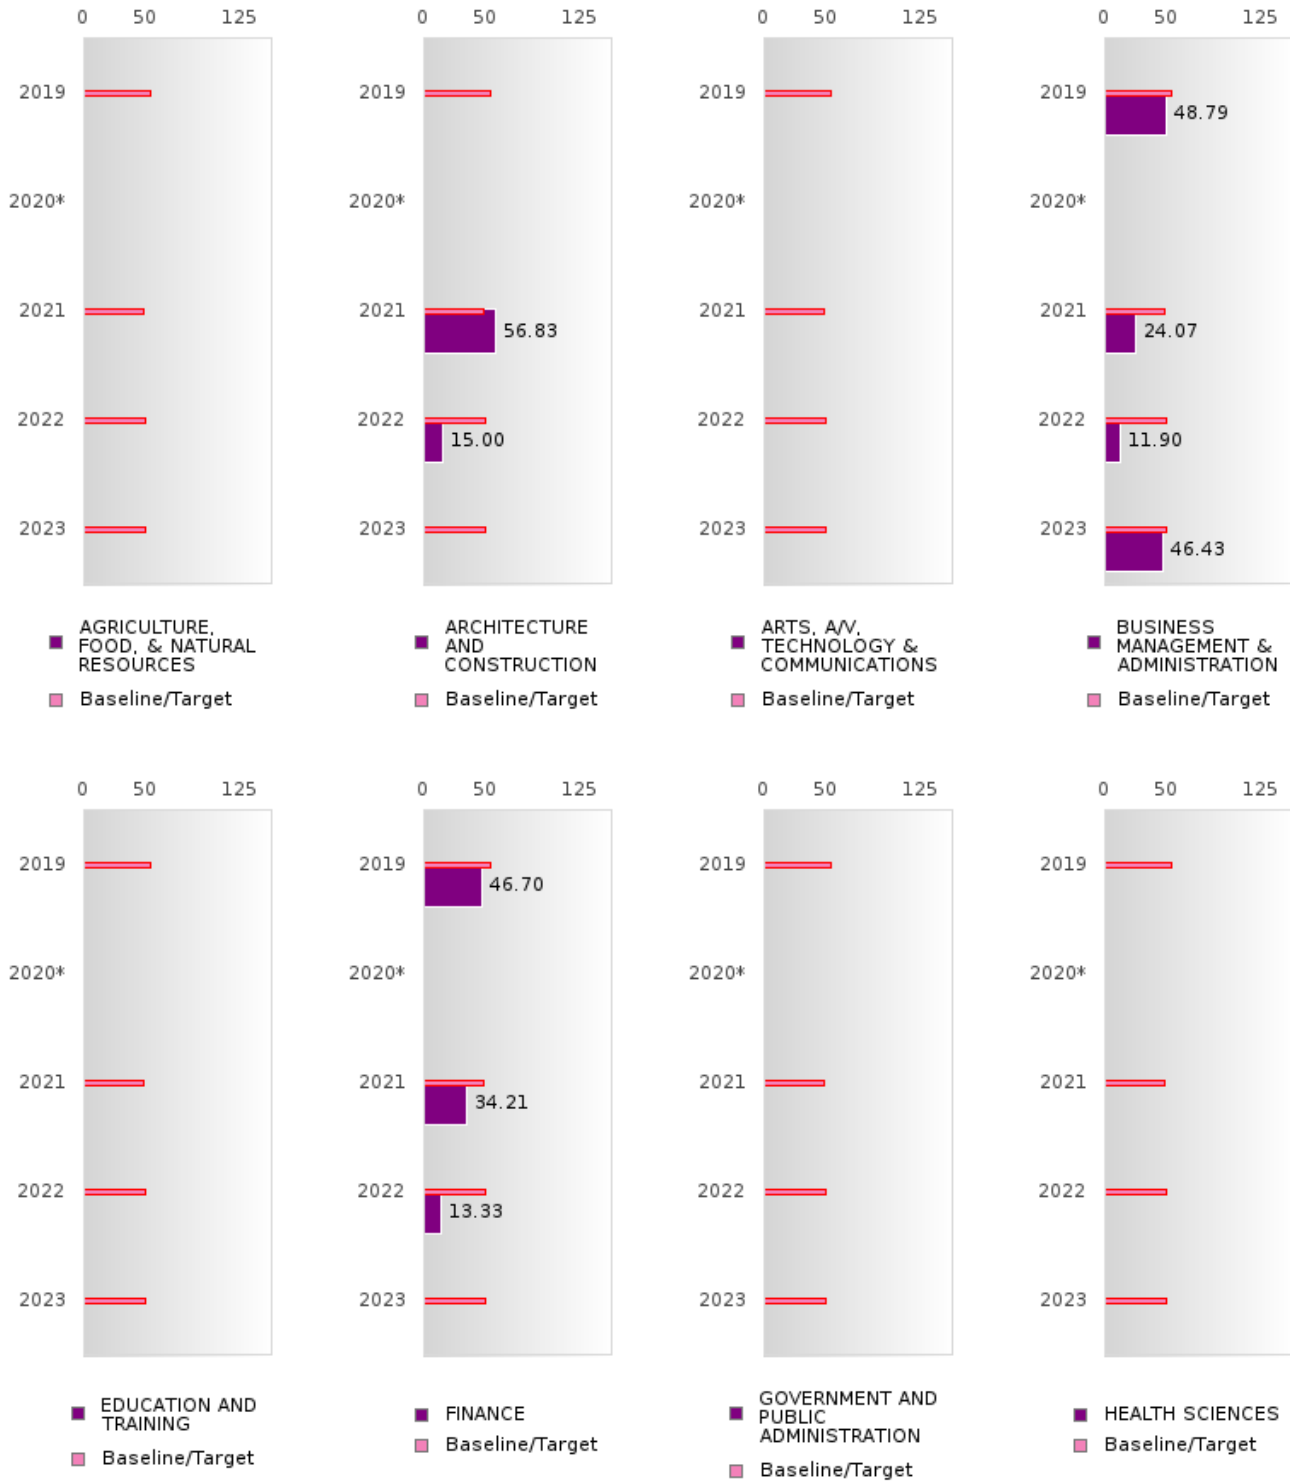 0 50 125
2019
2020*
2021
2022
2023
AGRICULTURE,
FOOD, & NATURAL
RESOURCES
Baseline/Target
0 50 125
2019
2020*
2021
56.83
2022
15.00
2023
ARCHITECTURE
AND
CONSTRUCTION
Baseline/Target
0 50 125
2019
2020*
2021
2022
2023
ARTS, A/V,
TECHNOLOGY &
COMMUNICATIONS
Baseline/Target
0 50 125
2019
48.79
2020*
2021
24.07
2022
11.90
2023
46.43
BUSINESS
MANAGEMENT &
ADMINISTRATION
Baseline/Target
0 50 125
2019
2020*
2021
2022
2023
EDUCATION AND
TRAINING
Baseline/Target
0 50 125
2019
46.70
2020*
2021
34.21
2022
13.33
2023
FINANCE
Baseline/Target
0 50 125
2019
2020*
2021
2022
2023
GOVERNMENT AND
PUBLIC
ADMINISTRATION
Baseline/Target
0 50 125
2019
2020*
2021
2022
2023
HEALTH SCIENCES
Baseline/Target